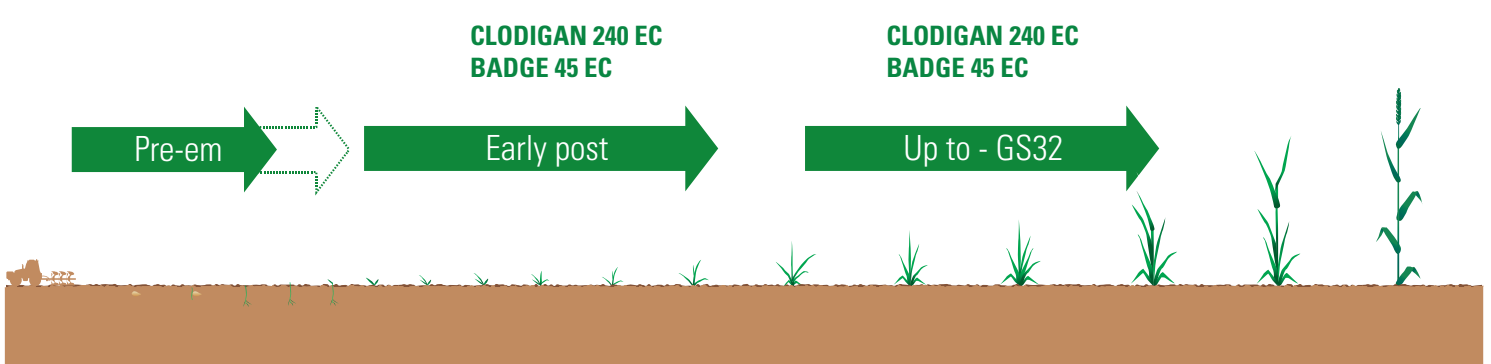 CLODIGAN 240 EC
BADGE 45 EC
CLODIGAN 240 EC
BADGE 45 EC
Pre-em
Early post
Up to - GS32